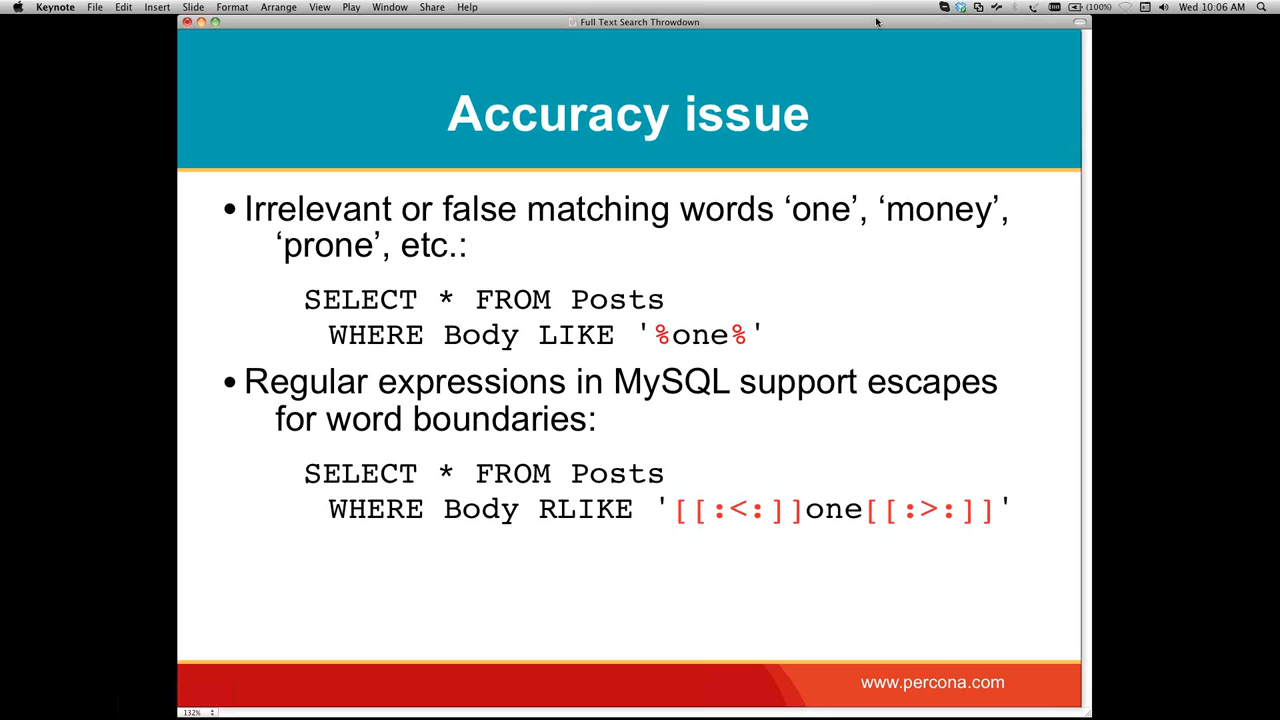 Keynote File Edit Insert Slide Format Arrange View Play Window Share Help (100%) Wed 10:06 AM
Full Text Search Throwdown
Accuracy issue
• Irrelevant or false matching words ‘one’, ‘money’,
‘prone’, etc.:
SELECT * FROM Posts
WHERE Body LIKE '%one%'
• Regular expressions in MySQL support escapes
for word boundaries:
SELECT * FROM Posts
WHERE Body RLIKE '[[:<:]]one[[:>:]]'
www.percona.com
132%